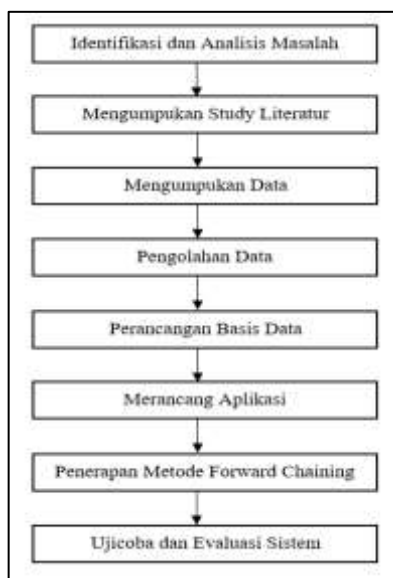 Identifikasi dan Analisis Masalah
Mengumpukan Study Literatur
Mengumpukan Data
Pengolahan Data
Perancangan Basis Data
Merancang Aplikasi
Penerapan Metode Forward Chaining
Ujicoba dan Evaluasi Sistem